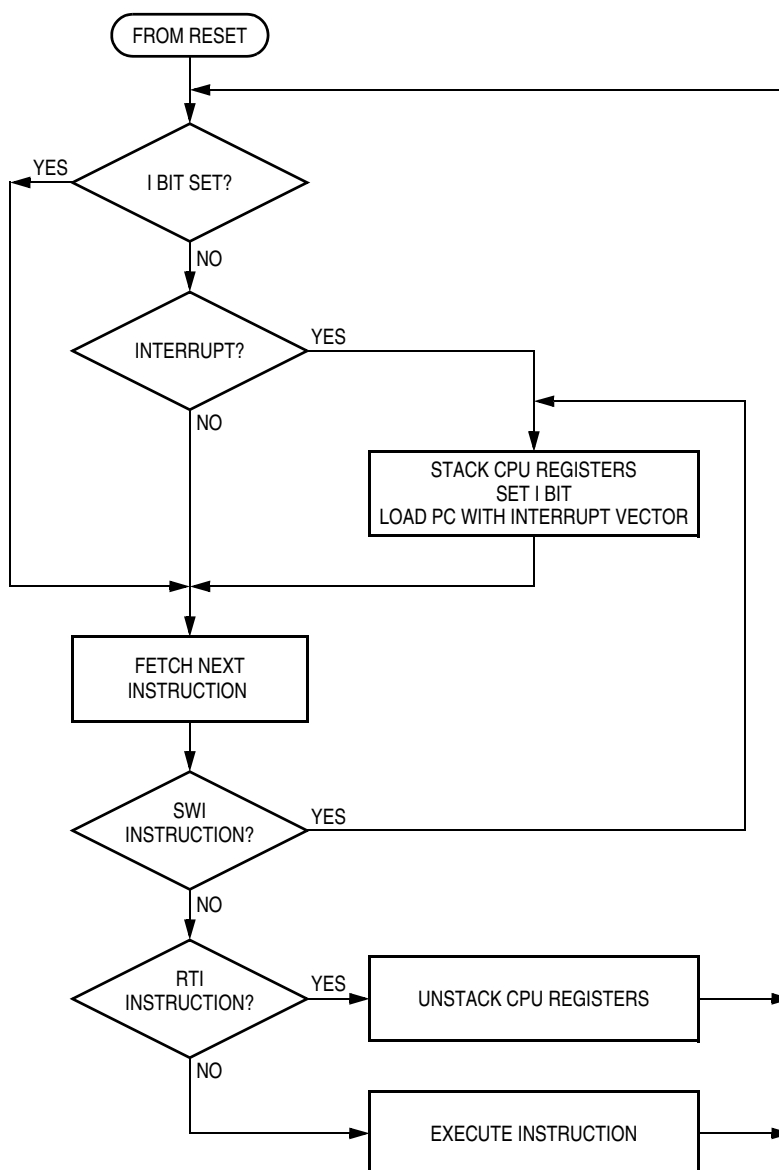 FROM RESET
YES
I BIT SET?
NO
INTERRUPT?
YES
NO
STACK CPU REGISTERS
SET I BIT
LOAD PC WITH INTERRUPT VECTOR
FETCH NEXT
INSTRUCTION
SWI
INSTRUCTION?
YES
NO
RTI
INSTRUCTION?
YES
UNSTACK CPU REGISTERS
NO
EXECUTE INSTRUCTION